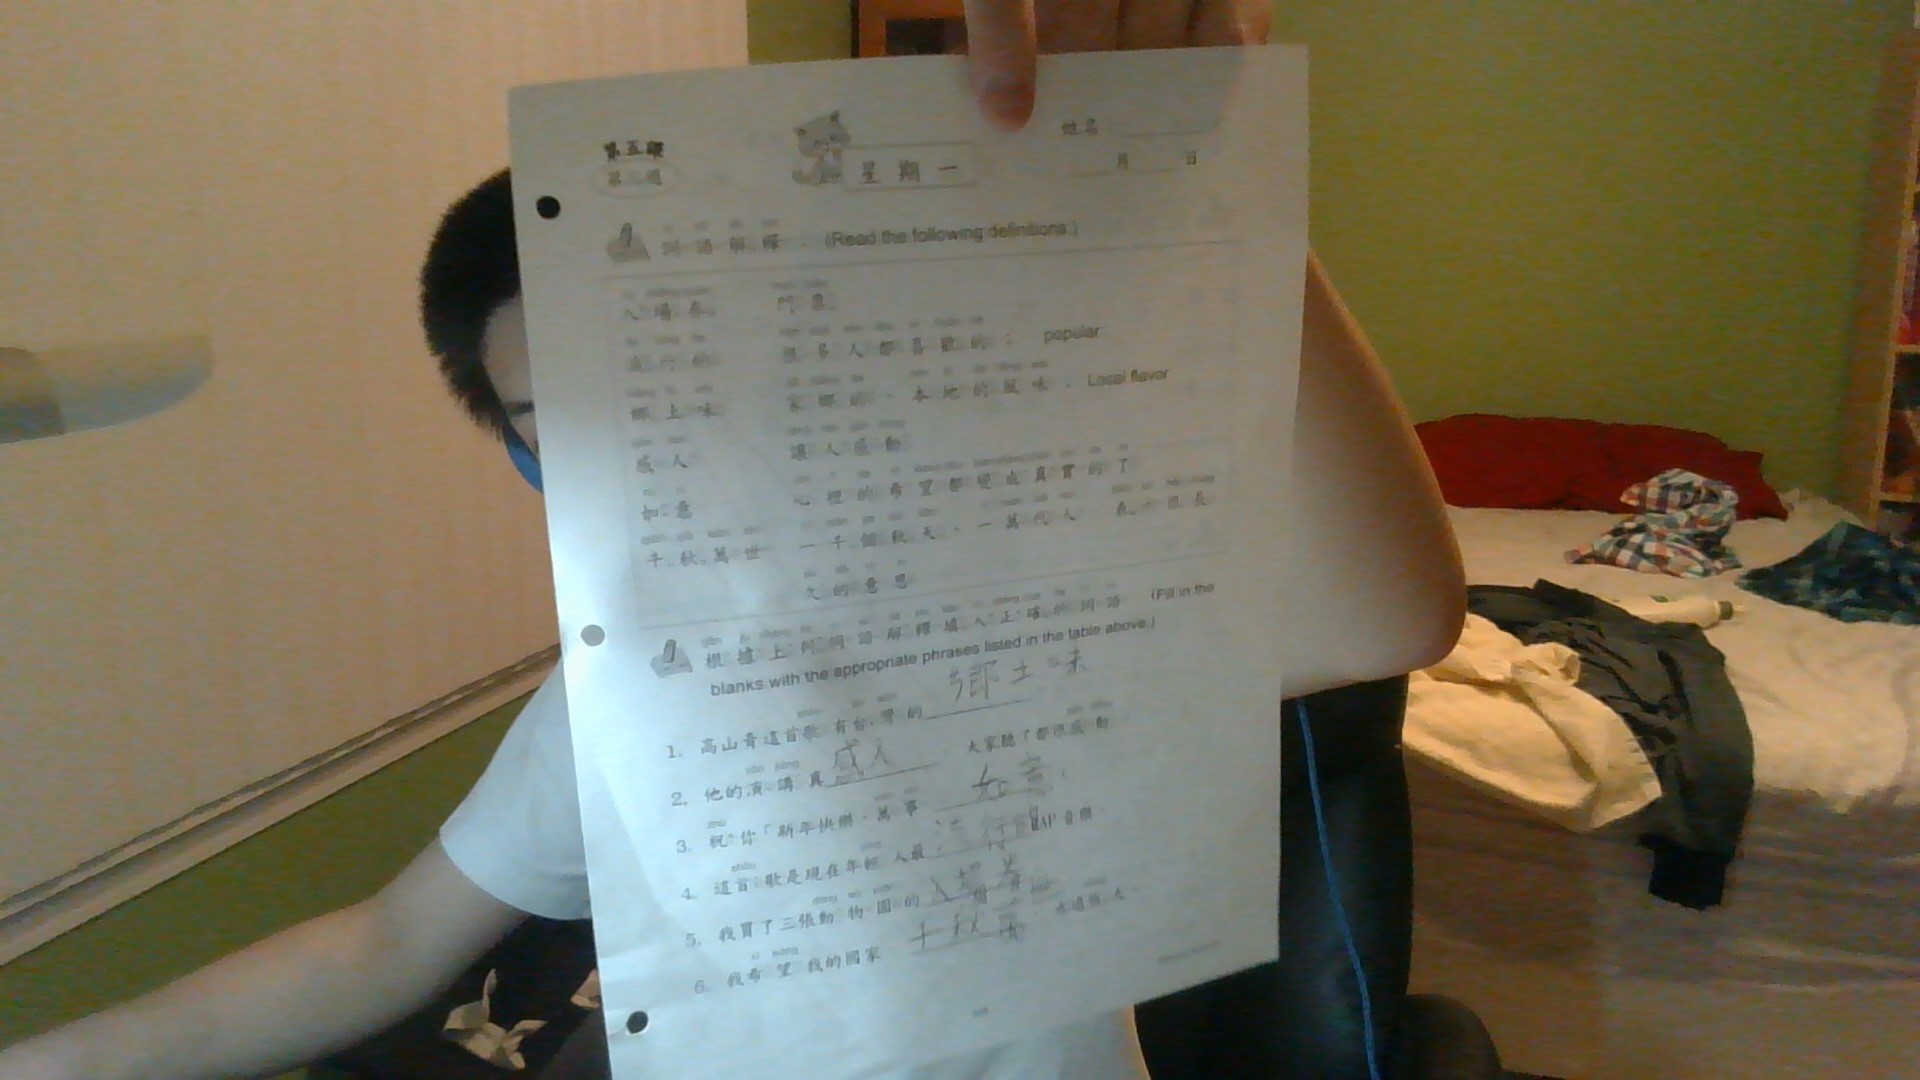 第五課
姓名
星期一
月 日
詞語解釋 (Read the following definitions.)
入場券 門票
流行的 很多人都喜歡的; popular
鄉土味 家鄉的、本地的風味。Local flavor
感人 讓人感動
如意 心裡的希望都變成真實的了
千秋萬世 一千個秋天、一萬代人 表示很長
久的意思
根據上列詞語解釋填入正確的詞語 (Fill in the
blanks with the appropriate phrases listed in the table above.)
1. 高山青這首歌有台灣的 鄉土味
2. 他的演講真 感人 大家聽了都很感動
3. 祝你「新年快樂、萬事 如意
4. 這首歌是現在年輕人最 流行的 RAP 音樂
5. 我買了三張動物園的 入場
6. 我希望我的國家 千秋萬 永遠強大